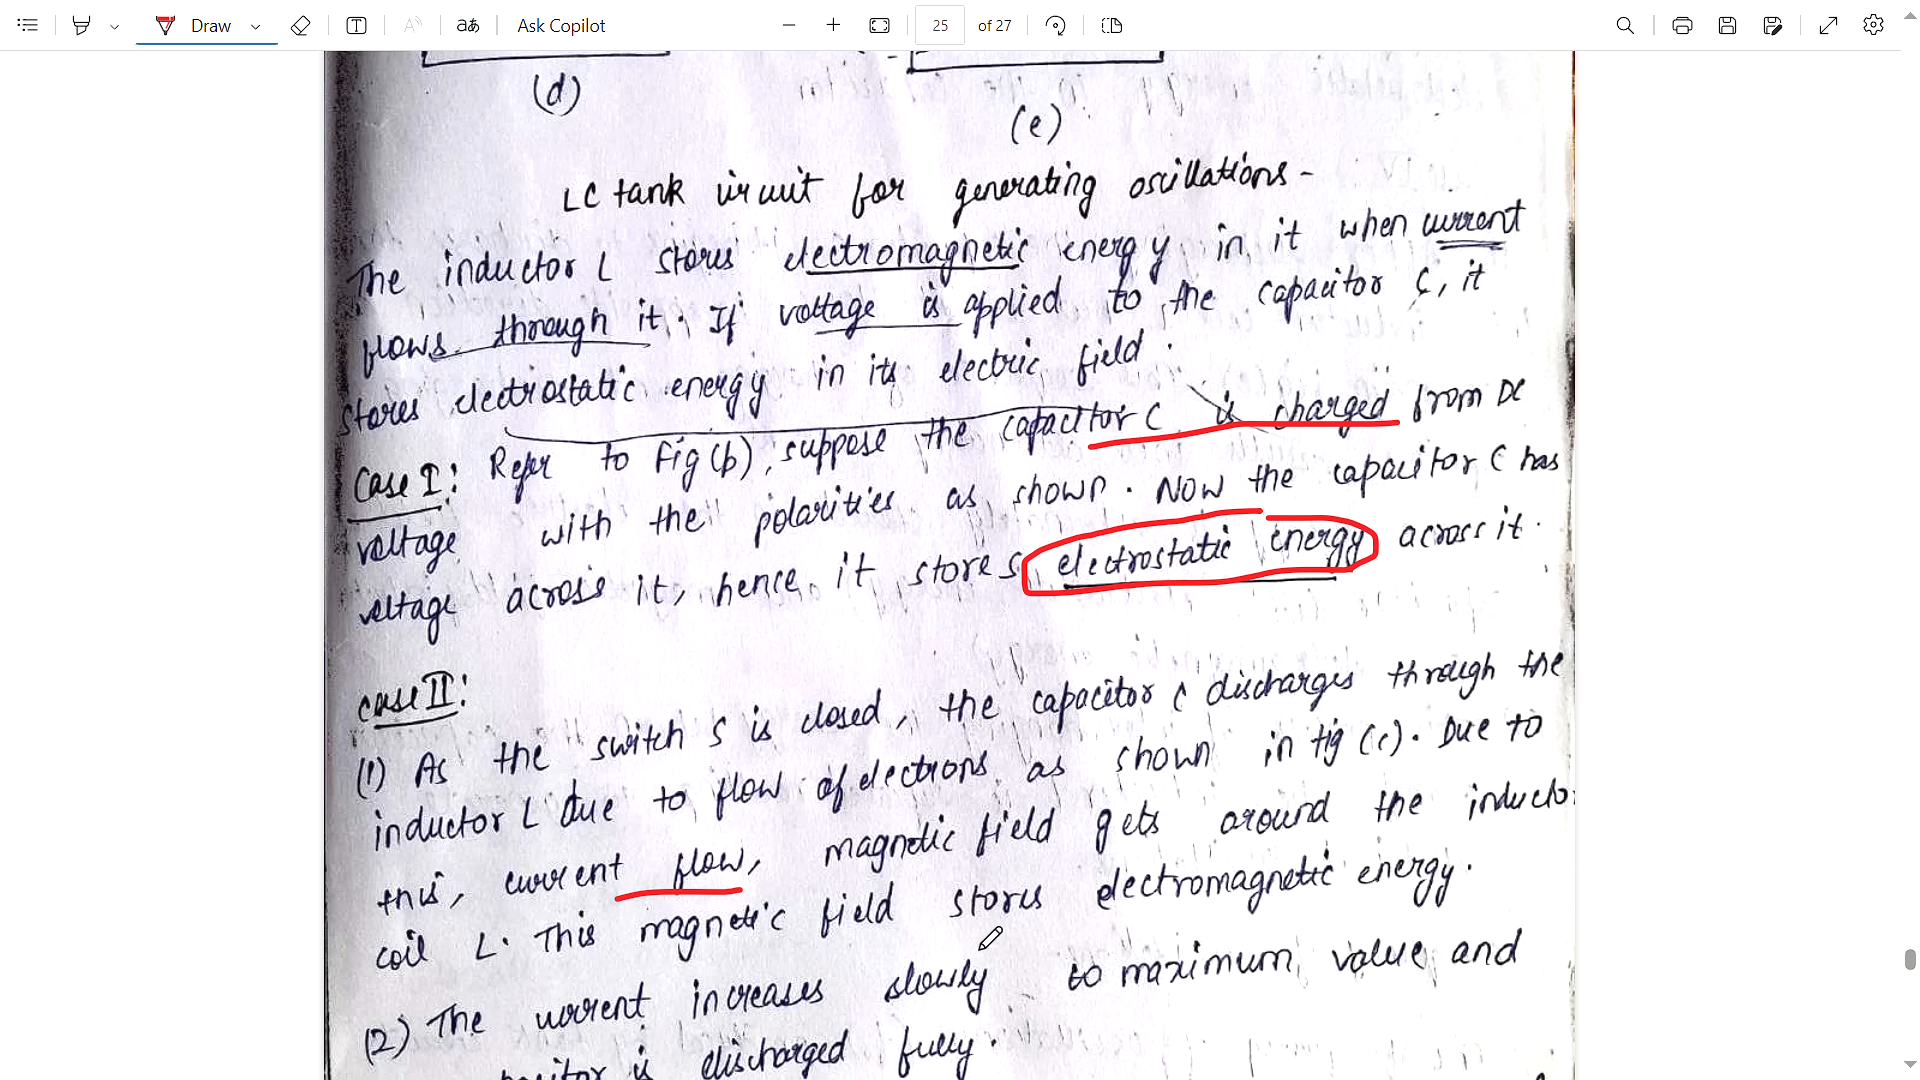 Draw
aあ
Ask Copilot
25 of 27
(d)
(e)
LC tank circuit for generating oscillations -
The inductor L stores electromagnetic energy in it when current
flows through it. If voltage is applied to the capacitor C, it
stores electrostatic energy in its electric field.
Case I: Refer to Fig (b), suppose the capacitor C is charged from DC
voltage with the polarities as shown. Now the capacitor C has
voltage across it, hence it stores electrostatic energy across it.
Case II:
(1) As the switch S is closed, the capacitor C discharges through the
inductor L Due to flow of electrons as shown in fig (c). Due to
this, current flow, magnetic field gets around the inducto
coil L. This magnetic field stores electromagnetic energy.
(2) The current increases slowly to maximum value and
is discharged fully.